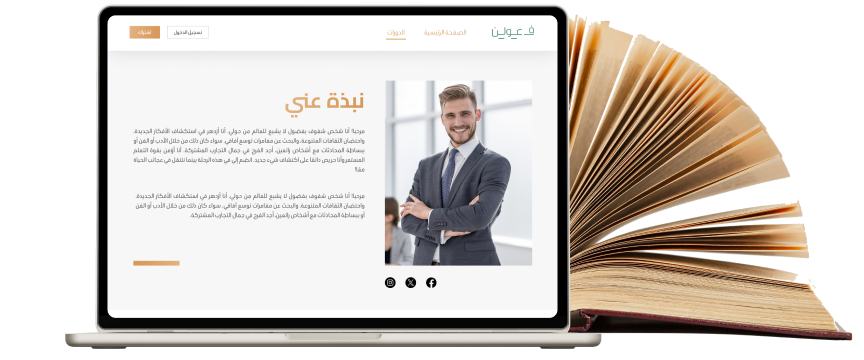 فـعـولـن
الصفحة الرئيسية
الدورات
تسجيل الدخول
اشترك
نبذة عني
مرحبا! أنا شخص شغوف بفضول لا يشبع للعالم من حولي. أنا أزدهر في استكشاف الأفكار الجديدة،
واحتضان الثقافات المتنوعة، والبحث عن مغامرات توسع آفاقي. سواء كان ذلك من خلال الأدب أو الفن أو
ببساطة المحادثات مع أشخاص رائعين، أجد الفرح في جمال التجارب المشتركة. أنا أؤمن بقوة التعلم
المستمر وأنا حريص دائما على اكتشاف شيء جديد. انضم إلي في هذه الرحلة بينما نتنقل في عجائب الحياة
معًا!
مرحبا! أنا شخص شغوف بفضول لا يشبع للعالم من حولي. أنا أزدهر في استكشاف الأفكار الجديدة،
واحتضان الثقافات المتنوعة، والبحث عن مغامرات توسع آفاقي. سواء كان ذلك من خلال الأدب أو الفن
أو ببساطة المحادثات مع أشخاص رائعين، أجد الفرح في جمال التجارب المشتركة.